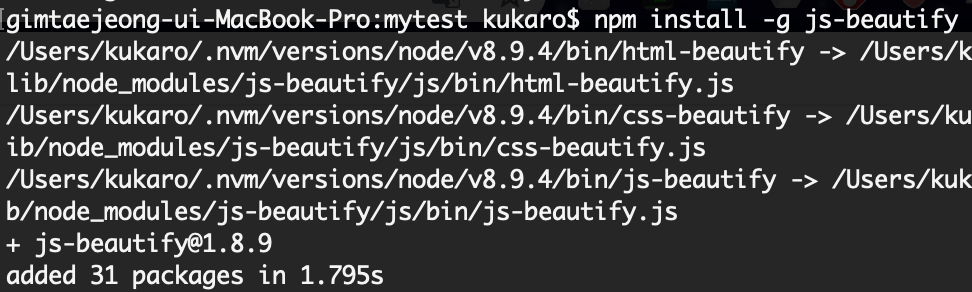 gimtaejeong-ui-MacBook-Pro:mytest kukaro$ npm install -g js-beautify
/Users/kukaro/.nvm/versions/node/v8.9.4/bin/html-beautify -> /Users/k
lib/node_modules/js-beautify/js/bin/html-beautify.js
/Users/kukaro/.nvm/versions/node/v8.9.4/bin/css-beautify -> /Users/ku
ib/node_modules/js-beautify/js/bin/css-beautify.js
/Users/kukaro/.nvm/versions/node/v8.9.4/bin/js-beautify -> /Users/kuk
b/node_modules/js-beautify/js/bin/js-beautify.js
+ js-beautify@1.8.9
added 31 packages in 1.795s